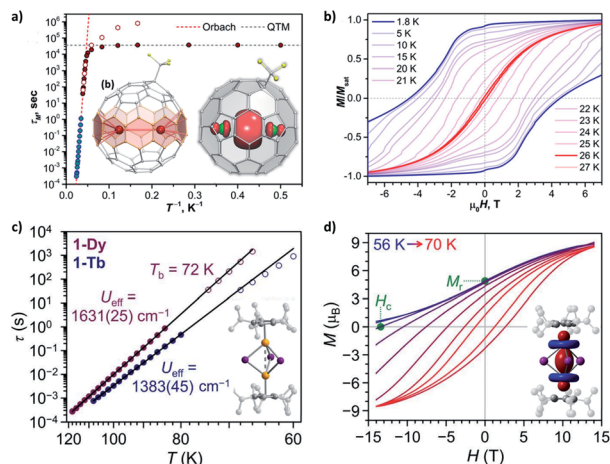 a)
Orbach
QTM
10⁶
10⁵
10⁴
10³
10²
10¹
10⁰
10⁻¹
10⁻²
10⁻³
10⁻⁴
τM, sec
(b)
0.0 0.1 0.2 0.3 0.4 0.5
T⁻¹, K⁻¹
b)
1.0
0.5
0.0
-0.5
-1.0
M/Msat
1.8 K
5 K
10 K
15 K
20 K
21 K
22 K
23 K
24 K
25 K
26 K
27 K
-6 -4 -2 0 2 4 6
μ₀H, T
c)
1-Dy
1-Tb
Tb = 72 K
Ueff =
1631(25) cm⁻¹
Ueff =
1383(45) cm⁻¹
10⁴
10³
10²
10¹
10⁰
10⁻¹
10⁻²
10⁻³
10⁻⁴
τ (s)
100 80 70 60
T (K)
d)
56 K → 70 K
Mr
Hc
9
6
3
0
-3
-6
-9
M (μB)
-15 -10 -5 0 5 10 15
H (T)